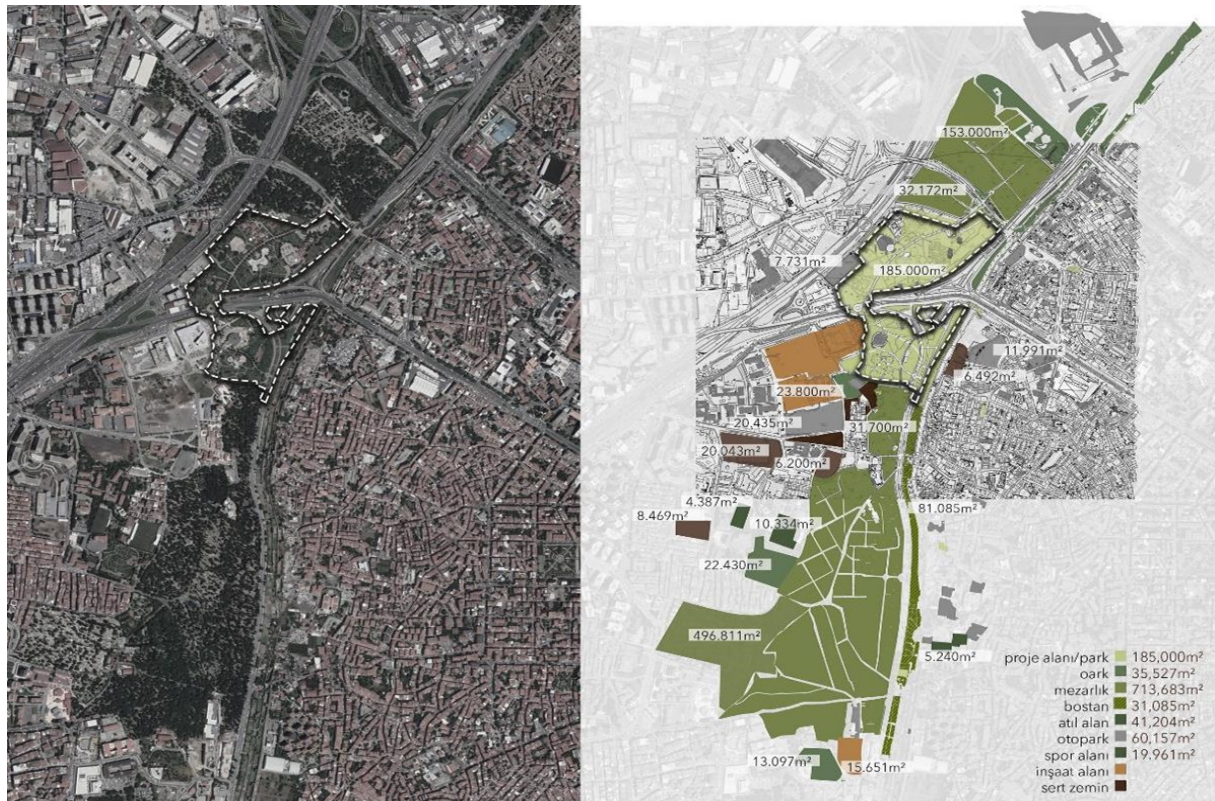 153.000m²
32.172m²
7.731m²
185.000m²
11.991m²
6.492m²
23.800m²
20.435m²
31.700m²
20.043m²
6.200m²
4.387m²
8.469m²
10.334m²
81.085m²
22.430m²
496.811m²
5.240m²
13.097m²
15.651m²
proje alanı/park 185,000m²
oark 35,527m²
mezarlık 713,683m²
bostan 31,085m²
atıl alan 41,204m²
otopark 60,157m²
spor alanı 19.961m²
inşaat alanı
sert zemin